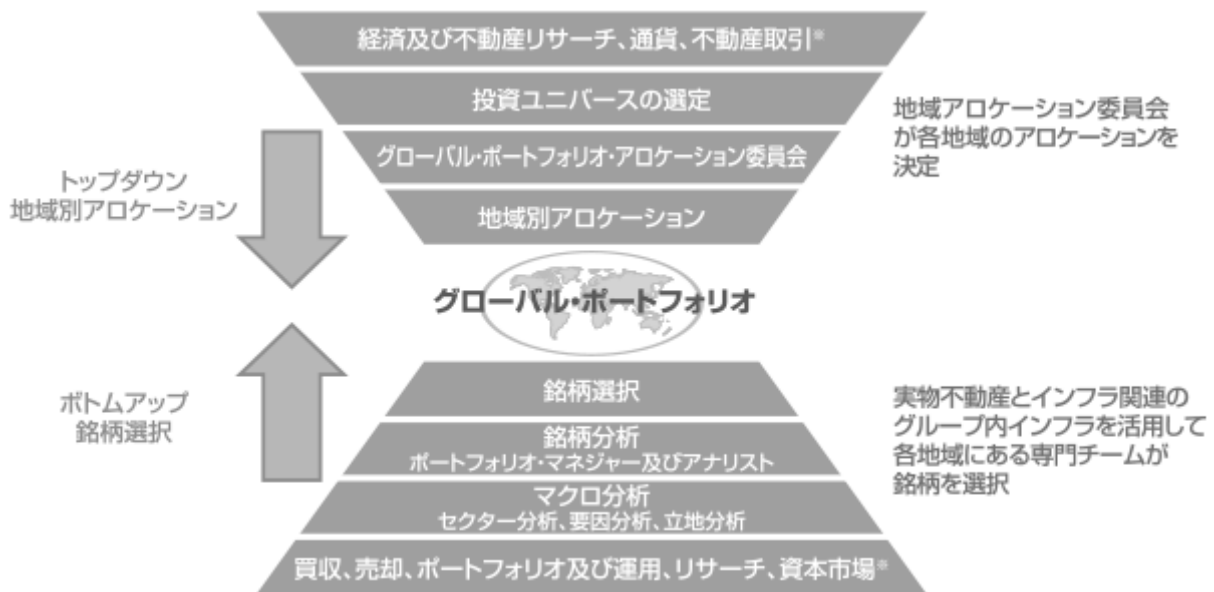 経済及び不動産リサーチ、通貨、不動産取引※
投資ユニバースの選定
グローバル・ポートフォリオ・アロケーション委員会
地域別アロケーション
地域アロケーション委員会
が各地域のアロケーションを
決定
トップダウン
地域別アロケーション
グローバル・ポートフォリオ
ボトムアップ
銘柄選択
銘柄選択
銘柄分析
ポートフォリオ・マネジャー及びアナリスト
マクロ分析
セクター分析、要因分析、立地分析
買収、売却、ポートフォリオ及び運用、リサーチ、資本市場※
実物不動産とインフラ関連の
グループ内インフラを活用して
各地域にある専門チームが
銘柄を選択